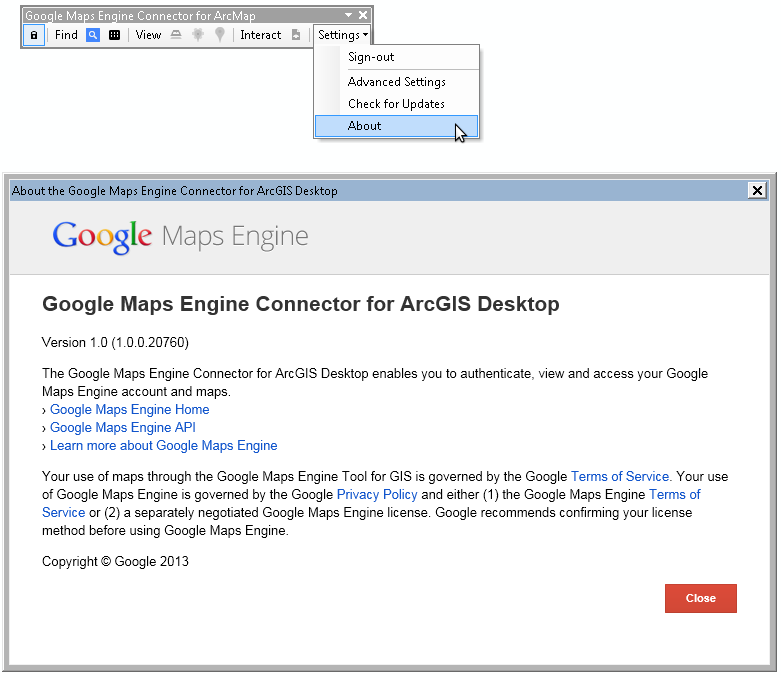 Google Maps Engine Connector for ArcMap
Find View Interact Settings
Sign-out
Advanced Settings
Check for Updates
About
About the Google Maps Engine Connector for ArcGIS Desktop
Google Maps Engine
Google Maps Engine Connector for ArcGIS Desktop
Version 1.0 (1.0.0.20760)
The Google Maps Engine Connector for ArcGIS Desktop enables you to authenticate, view and access your Google
Maps Engine account and maps.
› Google Maps Engine Home
› Google Maps Engine API
› Learn more about Google Maps Engine
Your use of maps through the Google Maps Engine Tool for GIS is governed by the Google Terms of Service. Your use
of Google Maps Engine is governed by the Google Privacy Policy and either (1) the Google Maps Engine Terms of
Service or (2) a separately negotiated Google Maps Engine license. Google recommends confirming your license
method before using Google Maps Engine.
Copyright © Google 2013
Close